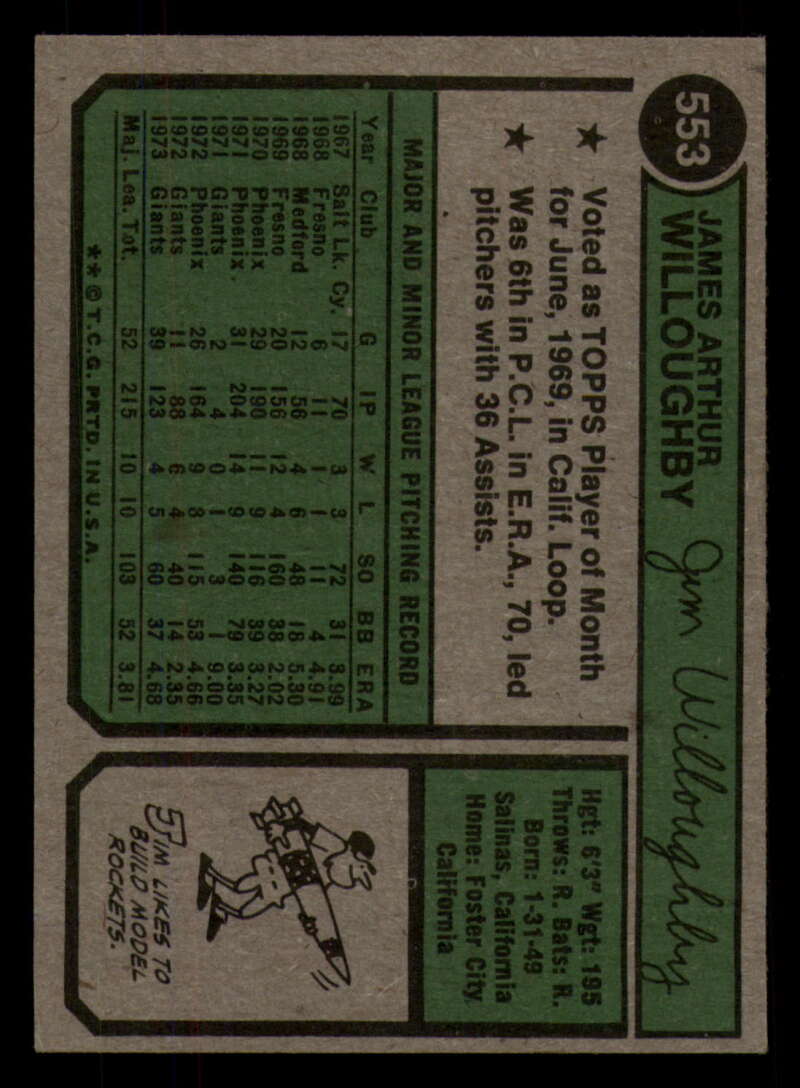 553
JAMES ARTHUR
WILLOUGHBY
Jim Willoughby
★ Voted as TOPPS Player of Month
for June, 1969, in Calif. Loop.
★ Was 6th in P.C.L. in E.R.A., 70, led
pitchers with 36 Assists.
MAJOR AND MINOR LEAGUE PITCHING RECORD
Year Club G IP W L SO BB ERA
1967 Salt Lk. Cy. 17 70 3 3 72 31 3.99
1968 Fresno 6 11 1 1 11 4 4.91
1968 Medford 12 56 4 6 48 18 5.30
1969 Fresno 20 156 12 4 160 38 2.02
1970 Phoenix 29 190 11 9 116 39 3.27
1971 Phoenix 31 204 14 9 140 79 3.35
1971 Giants 2 4 0 1 3 1 9.00
1972 Phoenix 26 164 9 8 115 53 4.66
1972 Giants 11 88 6 4 40 14 2.35
1973 Giants 39 123 4 5 60 37 4.68
Maj. Lea. Tot. 52 215 10 10 103 52 3.81
**©T.C.G. PRTD. IN U.S.A.
Hgt: 6'3" Wgt: 195
Throws: R. Bats: R.
Born: 1-31-49
Salinas, California
Home: Foster City,
California
JIM LIKES TO
BUILD MODEL
ROCKETS.